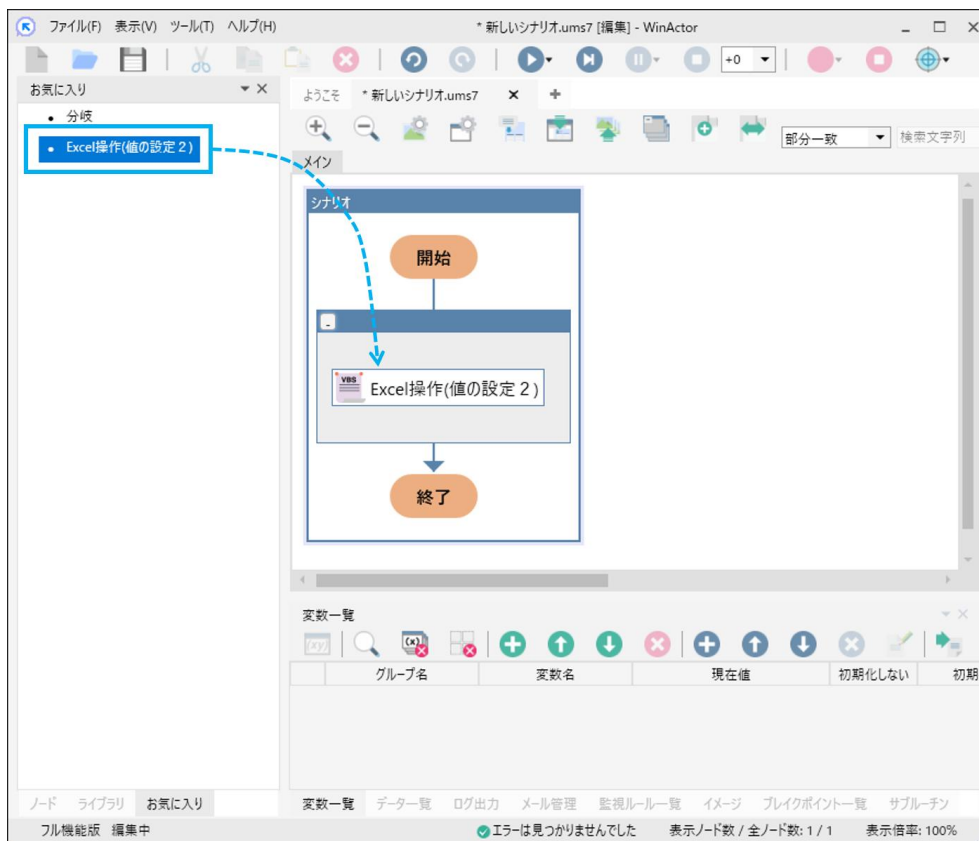 ファイル(F) 表示(V) ツール(T) ヘルプ(H) * 新しいシナリオ.ums7 [編集] - WinActor
+0
お気に入り
ようこそ * 新しいシナリオ.ums7
分岐
Excel操作(値の設定２)
部分一致 検索文字列
メイン
シナリオ
開始
-
VBS Excel操作(値の設定２)
終了
変数一覧
(xy) (x)
グループ名 変数名 現在値 初期化しない 初期
ノード ライブラリ お気に入り
変数一覧 データ一覧 ログ出力 メール管理 監視ルール一覧 イメージ ブレイクポイント一覧 サブルーチン
フル機能版 編集中 エラーは見つかりませんでした 表示ノード数 / 全ノード数: 1 / 1 表示倍率: 100%